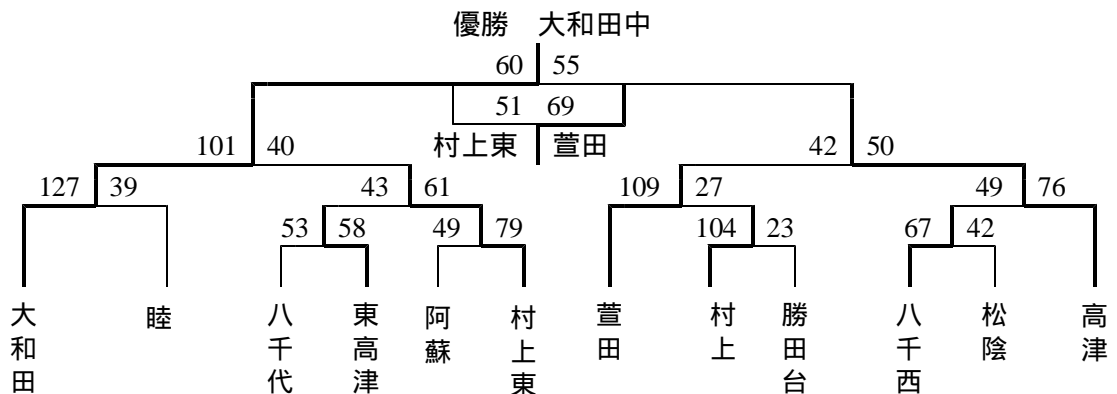 優勝 大和田中
60 55
51 69
村上東 萱田
101 40 42 50
127 39 43 61 109 27 49 76
53 58 49 79 104 23 67 42
大和田
睦
八千代
東高津
阿蘇
村上東
萱田
村上
勝田台
八千西
松陰
高津